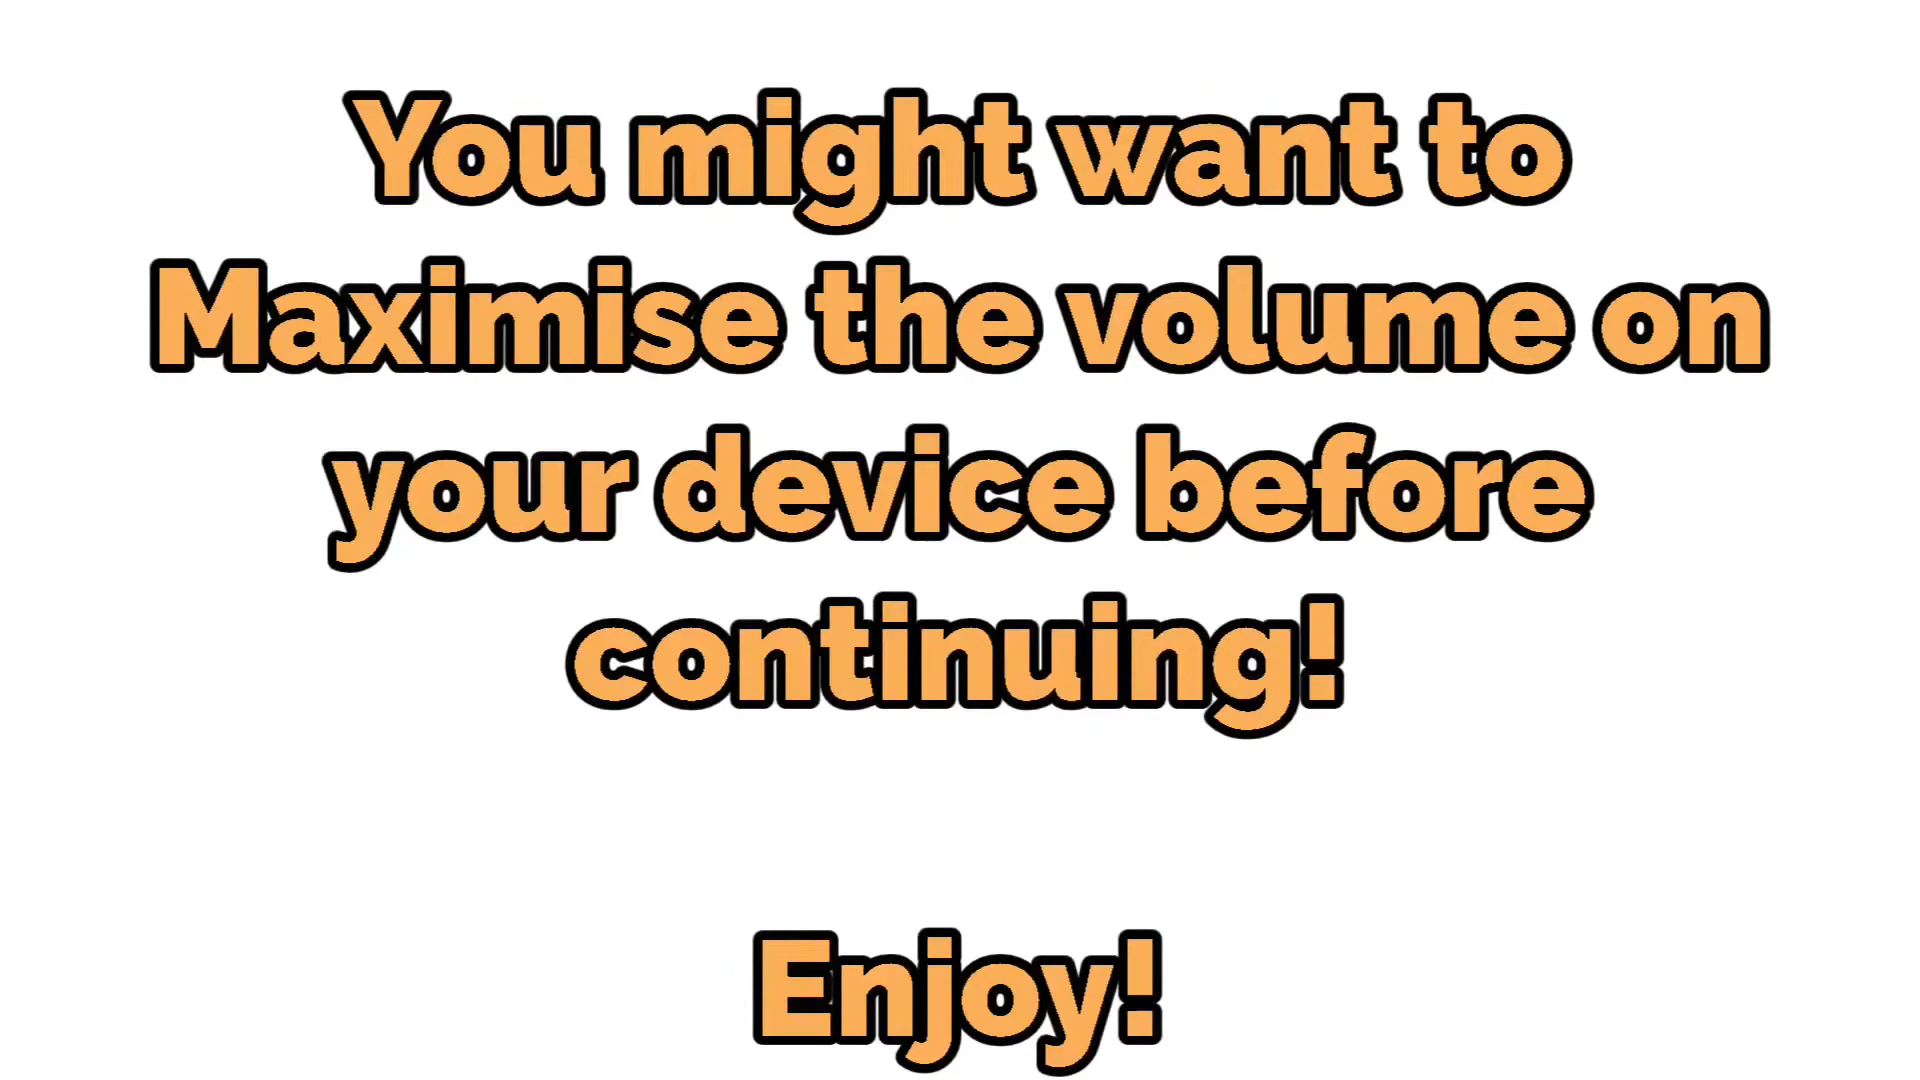 You might want to
Maximise the volume on
your device before
continuing!
Enjoy!